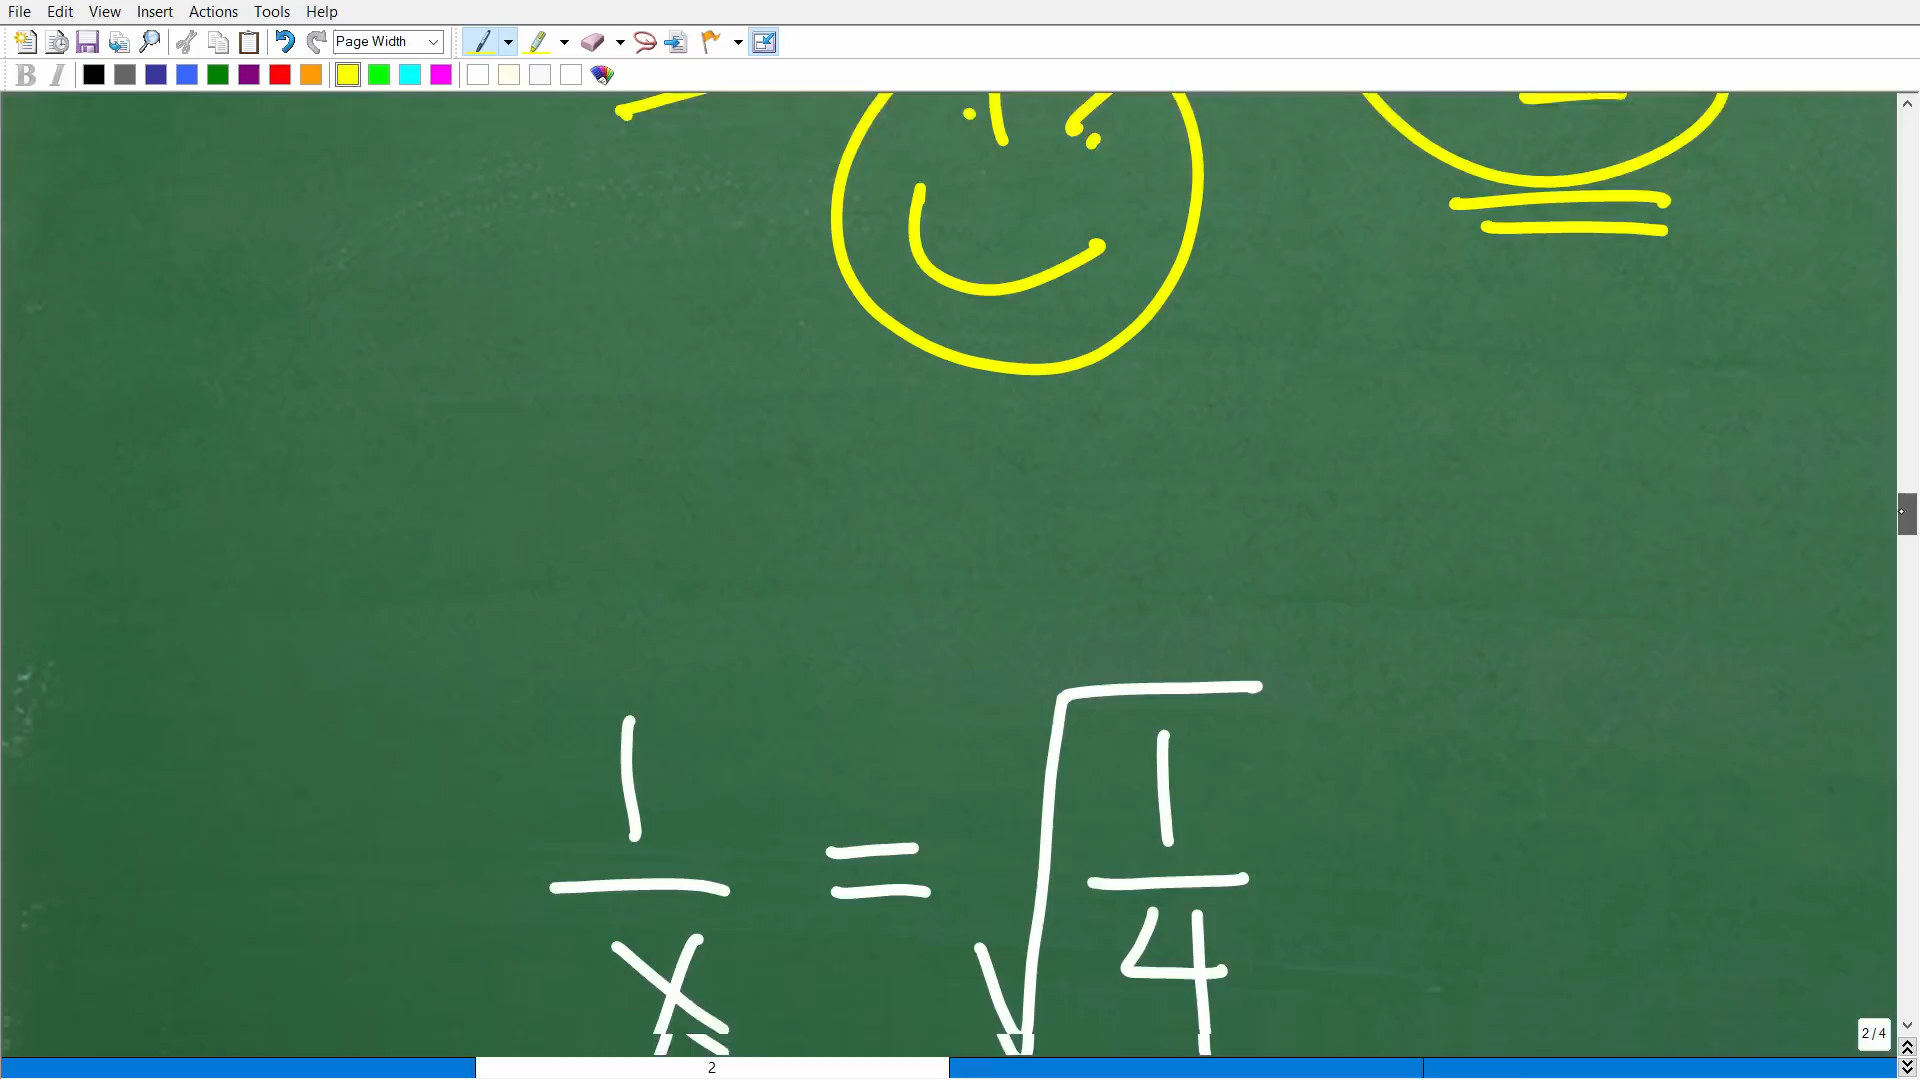 File Edit View Insert Actions Tools Help
Page Width
B I
1/x = √(1/4)
2 / 4
2